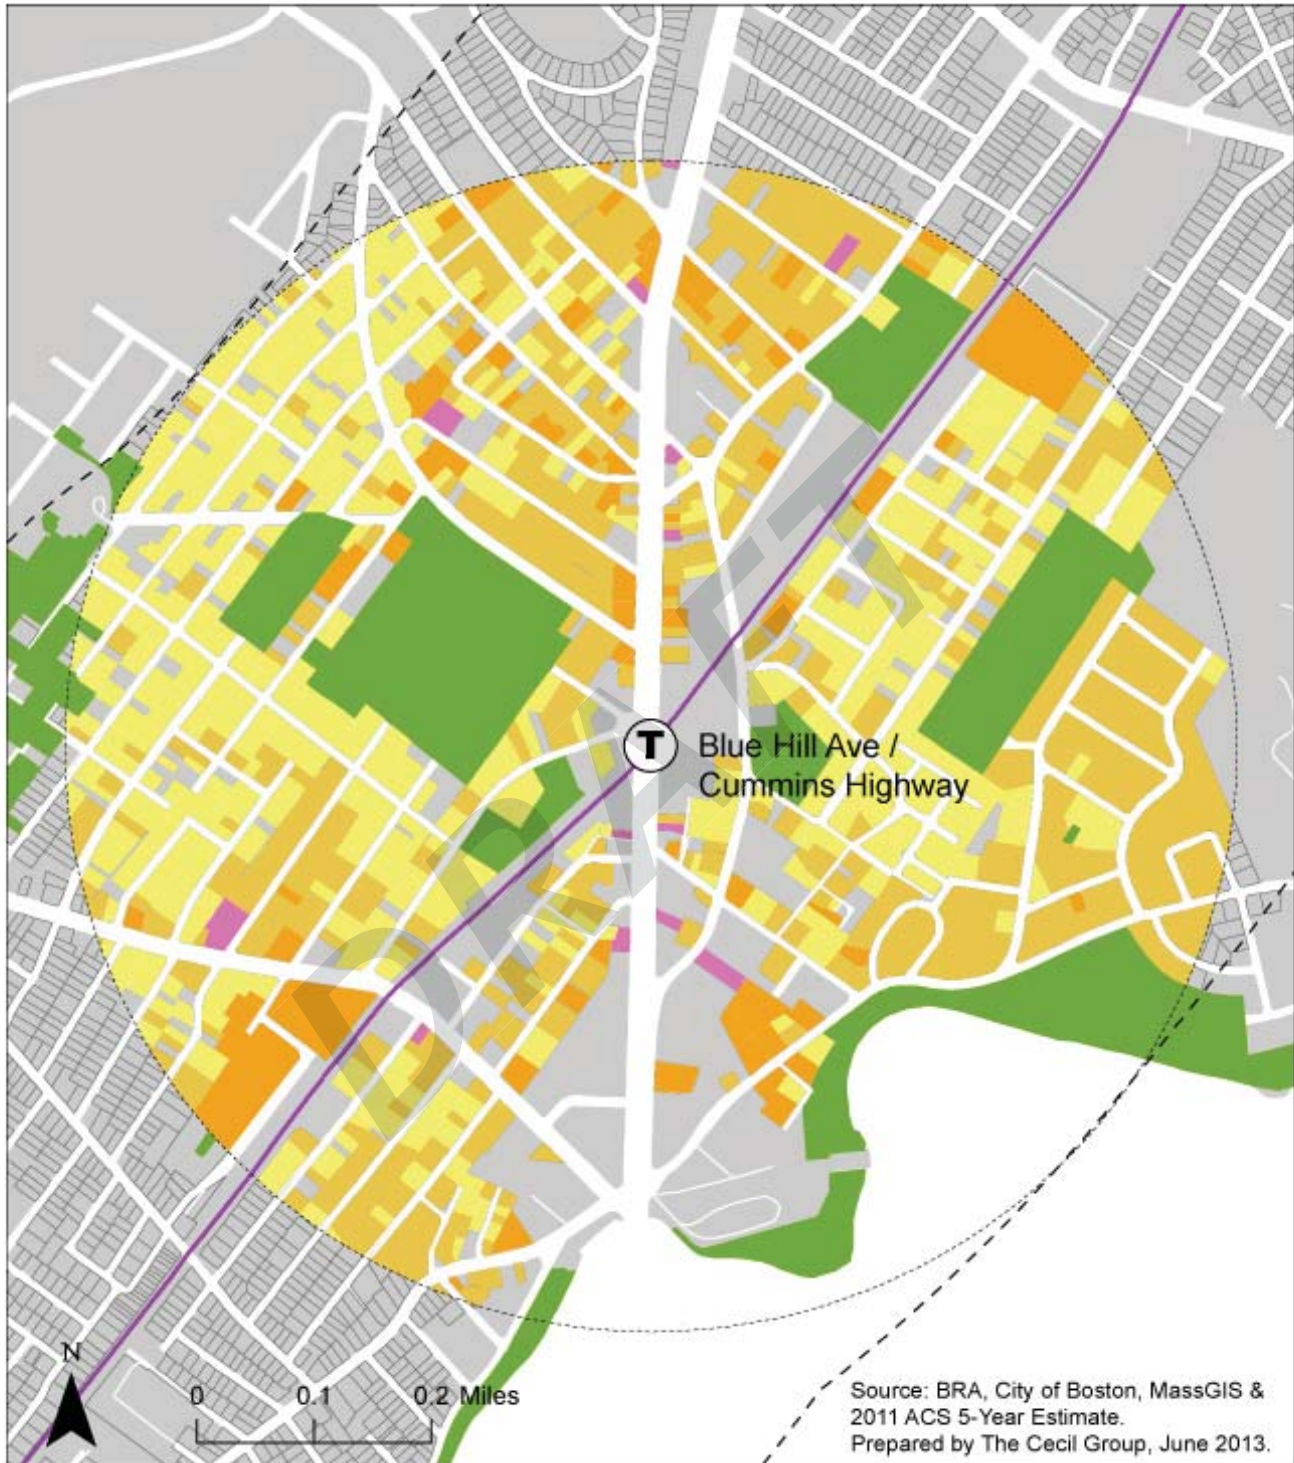 T
Blue Hill Ave /
Cummins Highway
DRAFT
N
0 0.1 0.2 Miles
Source: BRA, City of Boston, MassGIS &
2011 ACS 5-Year Estimate.
Prepared by The Cecil Group, June 2013.